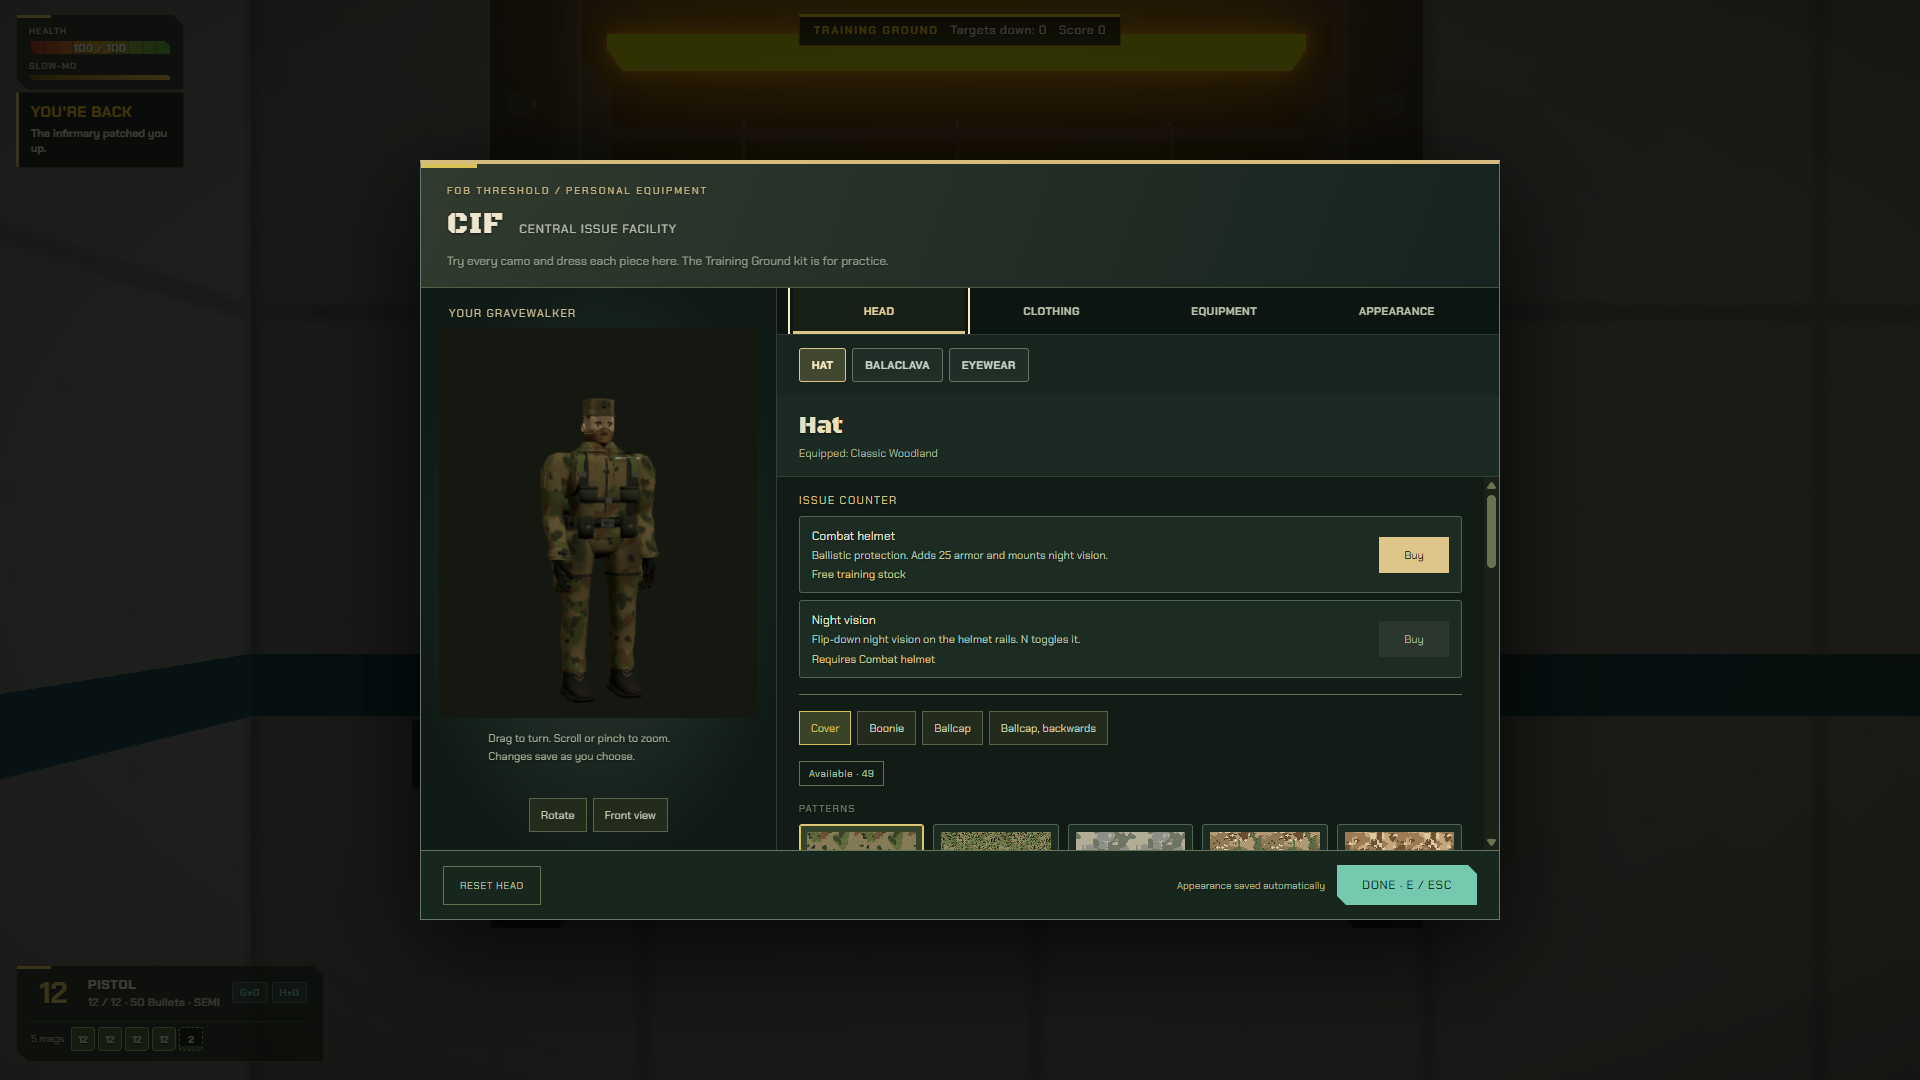 HEALTH
100 / 100
SLOW-MO
YOU'RE BACK
The infirmary patched you
up.
TRAINING GROUND Targets down: 0 Score 0
FOB THRESHOLD / PERSONAL EQUIPMENT
CIF CENTRAL ISSUE FACILITY
Try every camo and dress each piece here. The Training Ground kit is for practice.
YOUR GRAVEWALKER
Drag to turn. Scroll or pinch to zoom.
Changes save as you choose.
Rotate Front view
HEAD CLOTHING EQUIPMENT APPEARANCE
HAT BALACLAVA EYEWEAR
Hat
Equipped: Classic Woodland
ISSUE COUNTER
Combat helmet
Ballistic protection. Adds 25 armor and mounts night vision.
Free training stock
Buy
Night vision
Flip-down night vision on the helmet rails. N toggles it.
Requires Combat helmet
Buy
Cover Boonie Ballcap Ballcap, backwards
Available · 49
PATTERNS
RESET HEAD
Appearance saved automatically
DONE · E / ESC
12 PISTOL
12 / 12 · 50 Bullets · SEMI
G×0 H×0
5 mags 12 12 12 12 2